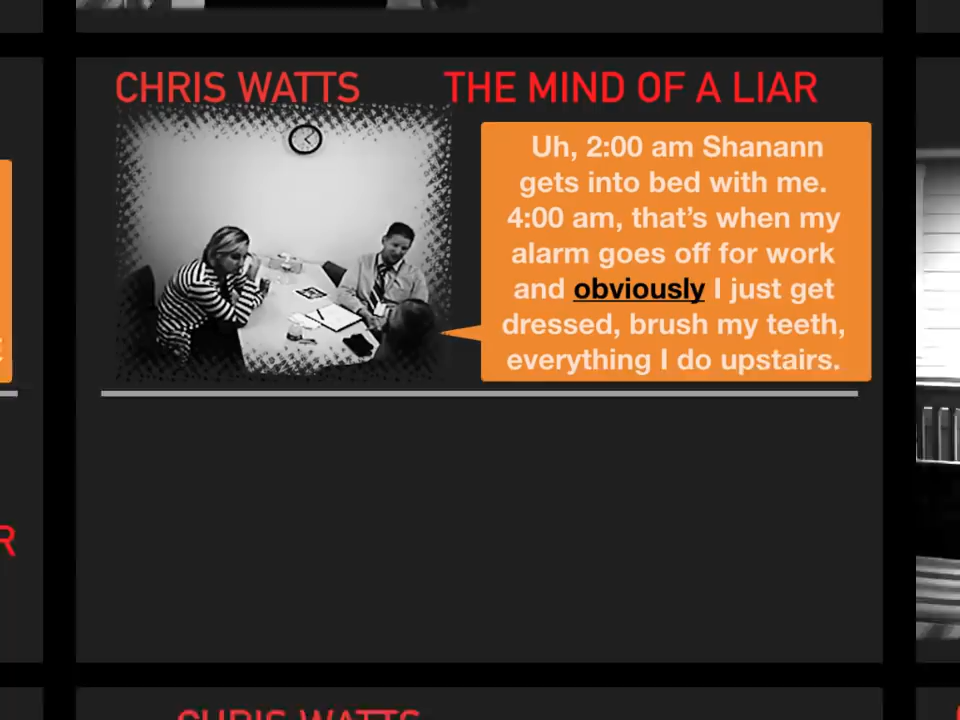 CHRIS WATTS
THE MIND OF A LIAR
Uh, 2:00 am Shanann
gets into bed with me.
4:00 am, that's when my
alarm goes off for work
and obviously I just get
dressed, brush my teeth,
everything I do upstairs.
R
CHRIS WATTS